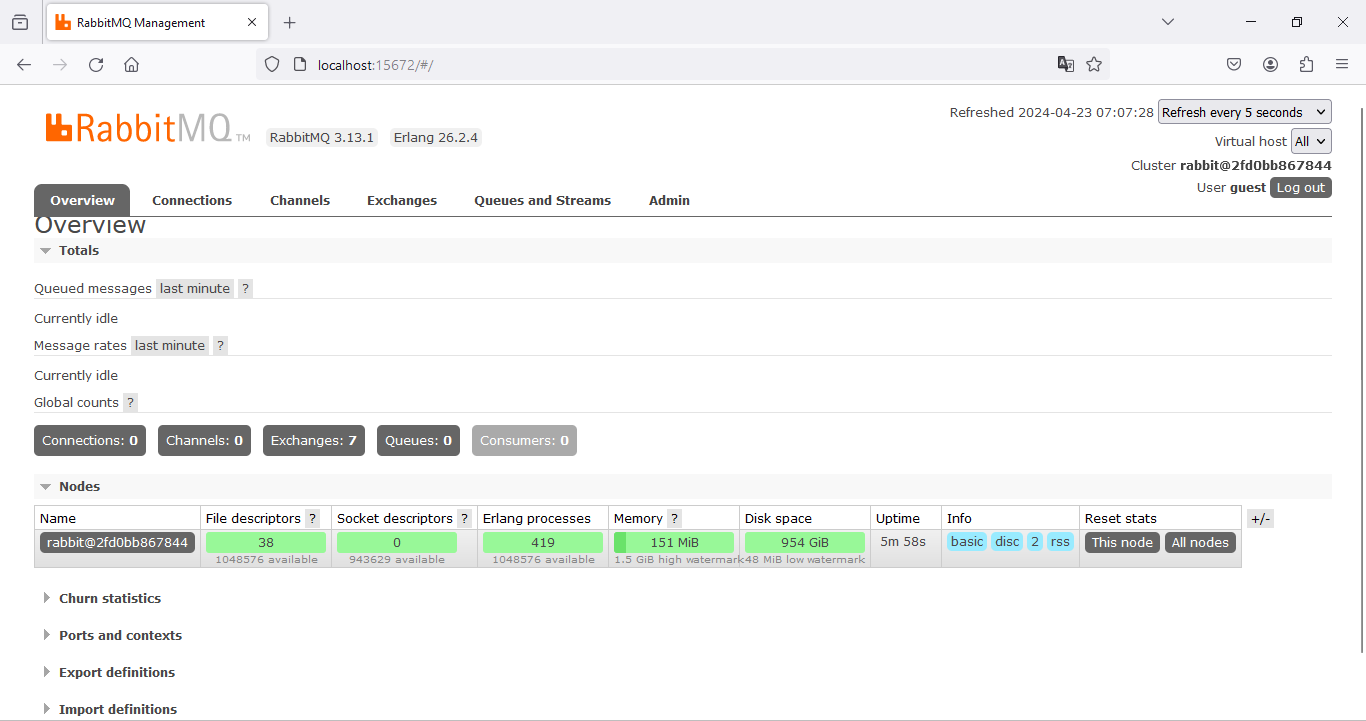 RabbitMQ Management
localhost:15672/#/
Refreshed 2024-04-23 07:07:28 Refresh every 5 seconds
RabbitMQ TM RabbitMQ 3.13.1 Erlang 26.2.4
Virtual host All
Cluster rabbit@2fd0bb867844
User guest Log out
Overview Connections Channels Exchanges Queues and Streams Admin
Overview
Totals
Queued messages last minute ?
Currently idle
Message rates last minute ?
Currently idle
Global counts ?
Connections: 0 Channels: 0 Exchanges: 7 Queues: 0 Consumers: 0
Nodes
Name File descriptors ? Socket descriptors ? Erlang processes Memory ? Disk space Uptime Info Reset stats +/-
rabbit@2fd0bb867844 38 0 419 151 MiB 954 GiB 5m 58s basic disc 2 rss This node All nodes
1048576 available 943629 available 1048576 available 1.5 GiB high watermark 48 MiB low watermark
Churn statistics
Ports and contexts
Export definitions
Import definitions